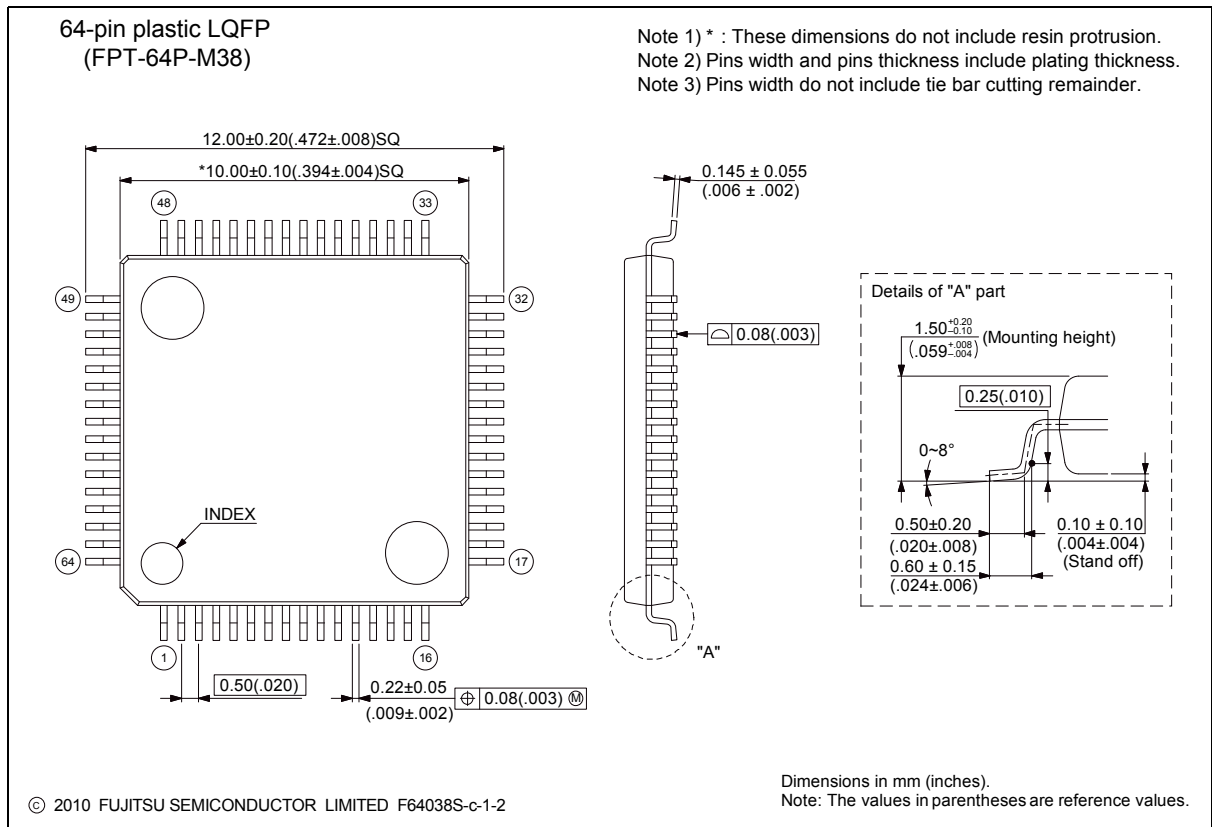 64-pin plastic LQFP
(FPT-64P-M38)
Note 1) * : These dimensions do not include resin protrusion.
Note 2) Pins width and pins thickness include plating thickness.
Note 3) Pins width do not include tie bar cutting remainder.
12.00±0.20(.472±.008)SQ
*10.00±0.10(.394±.004)SQ
48
33
49
32
INDEX
64
17
1
16
0.50(.020)
0.22±0.05
(.009±.002)
⌖ 0.08(.003) Ⓜ
0.145 ± 0.055
(.006 ± .002)
⌓ 0.08(.003)
"A"
Details of "A" part
1.50 +0.20 –0.10 (Mounting height)
(.059 +.008 –.004)
0.25(.010)
0~8°
0.50±0.20
(.020±.008)
0.60 ± 0.15
(.024±.006)
0.10 ± 0.10
(.004±.004)
(Stand off)
© 2010 FUJITSU SEMICONDUCTOR LIMITED F64038S-c-1-2
Dimensions in mm (inches).
Note: The values in parentheses are reference values.